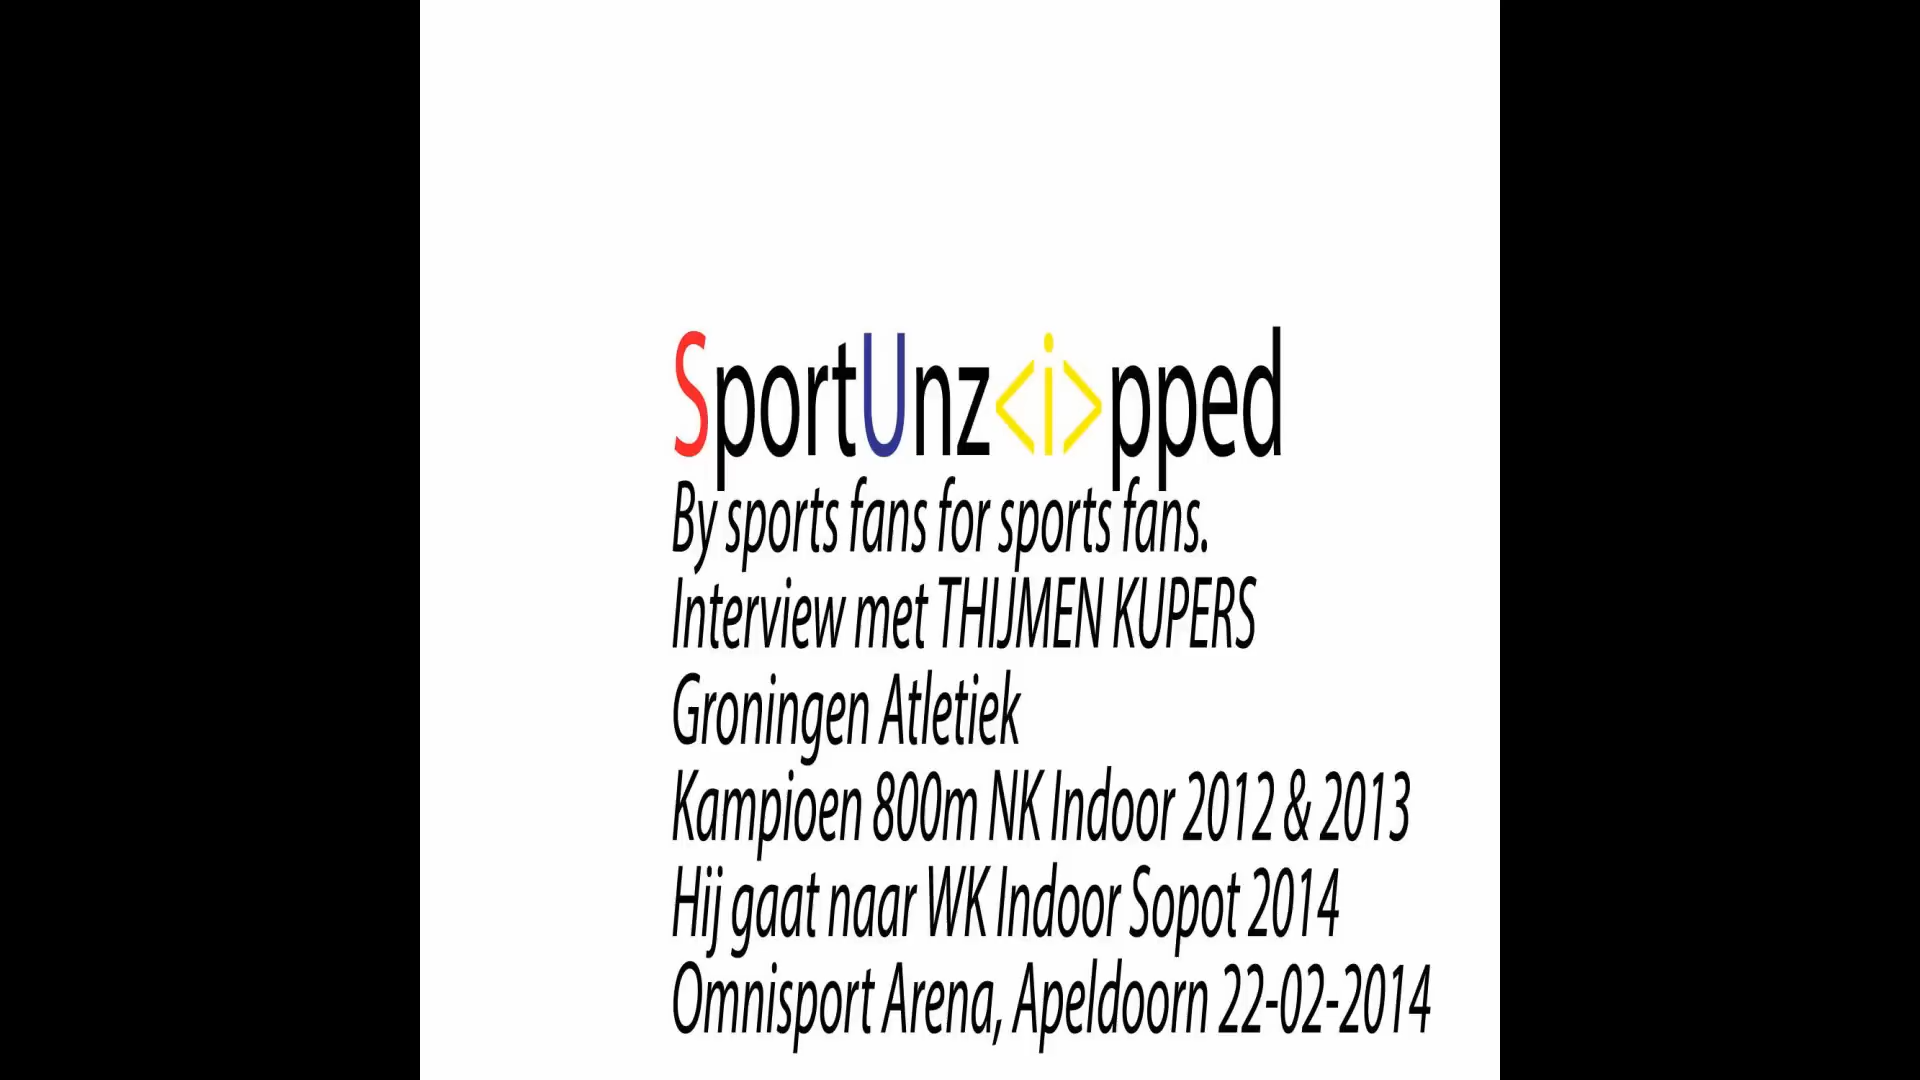 SportUnz<i>pped
By sports fans for sports fans.
Interview met THIJMEN KUPERS
Groningen Atletiek
Kampioen 800m NK Indoor 2012 & 2013
Hij gaat naar WK Indoor Sopot 2014
Omnisport Arena, Apeldoorn 22-02-2014